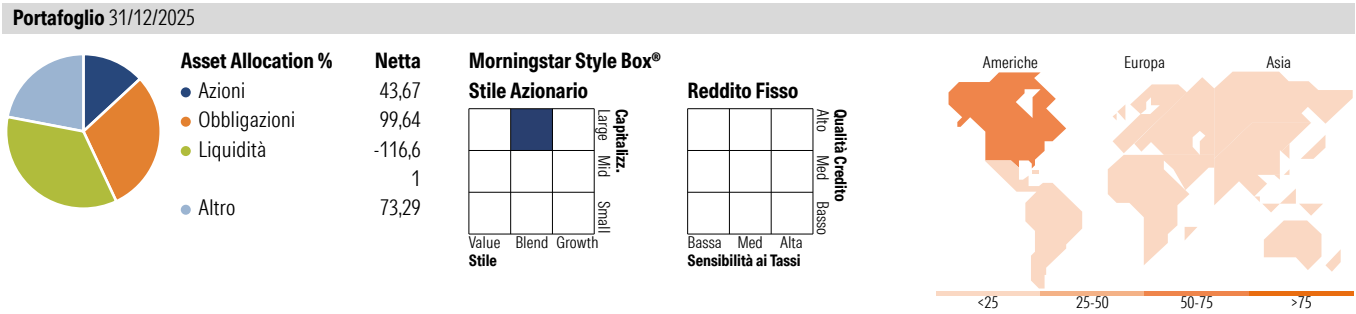 Portafoglio 31/12/2025
Asset Allocation % Netta
Azioni 43,67
Obbligazioni 99,64
Liquidità -116,6
1
Altro 73,29
Morningstar Style Box®
Stile Azionario
Large
Mid
Small
Capitalizz.
Value Blend Growth
Stile
Reddito Fisso
Alto
Med
Basso
Qualità Credito
Bassa Med Alta
Sensibilità ai Tassi
Americhe Europa Asia
<25 25-50 50-75 >75